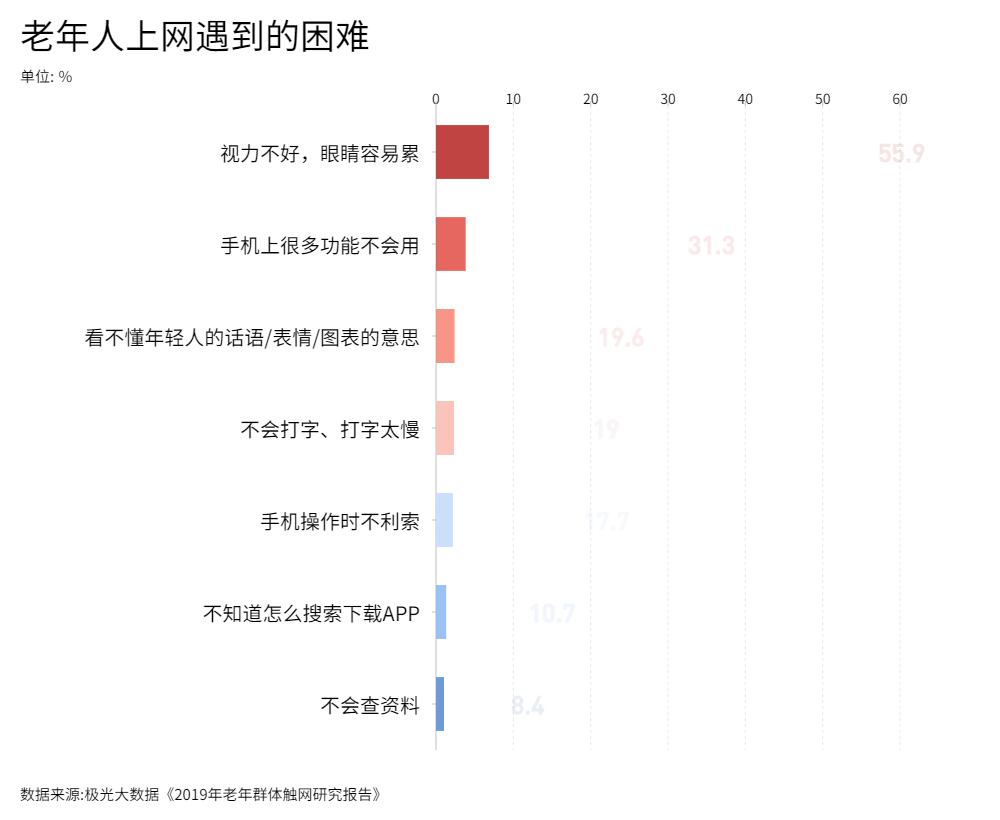 老年人上网遇到的困难
单位: %
0 10 20 30 40 50 60
视力不好，眼睛容易累 55.9
手机上很多功能不会用 31.3
看不懂年轻人的话语/表情/图表的意思 19.6
不会打字、打字太慢 19
手机操作时不利索 17.7
不知道怎么搜索下载APP 10.7
不会查资料 8.4
数据来源:极光大数据《2019年老年群体触网研究报告》